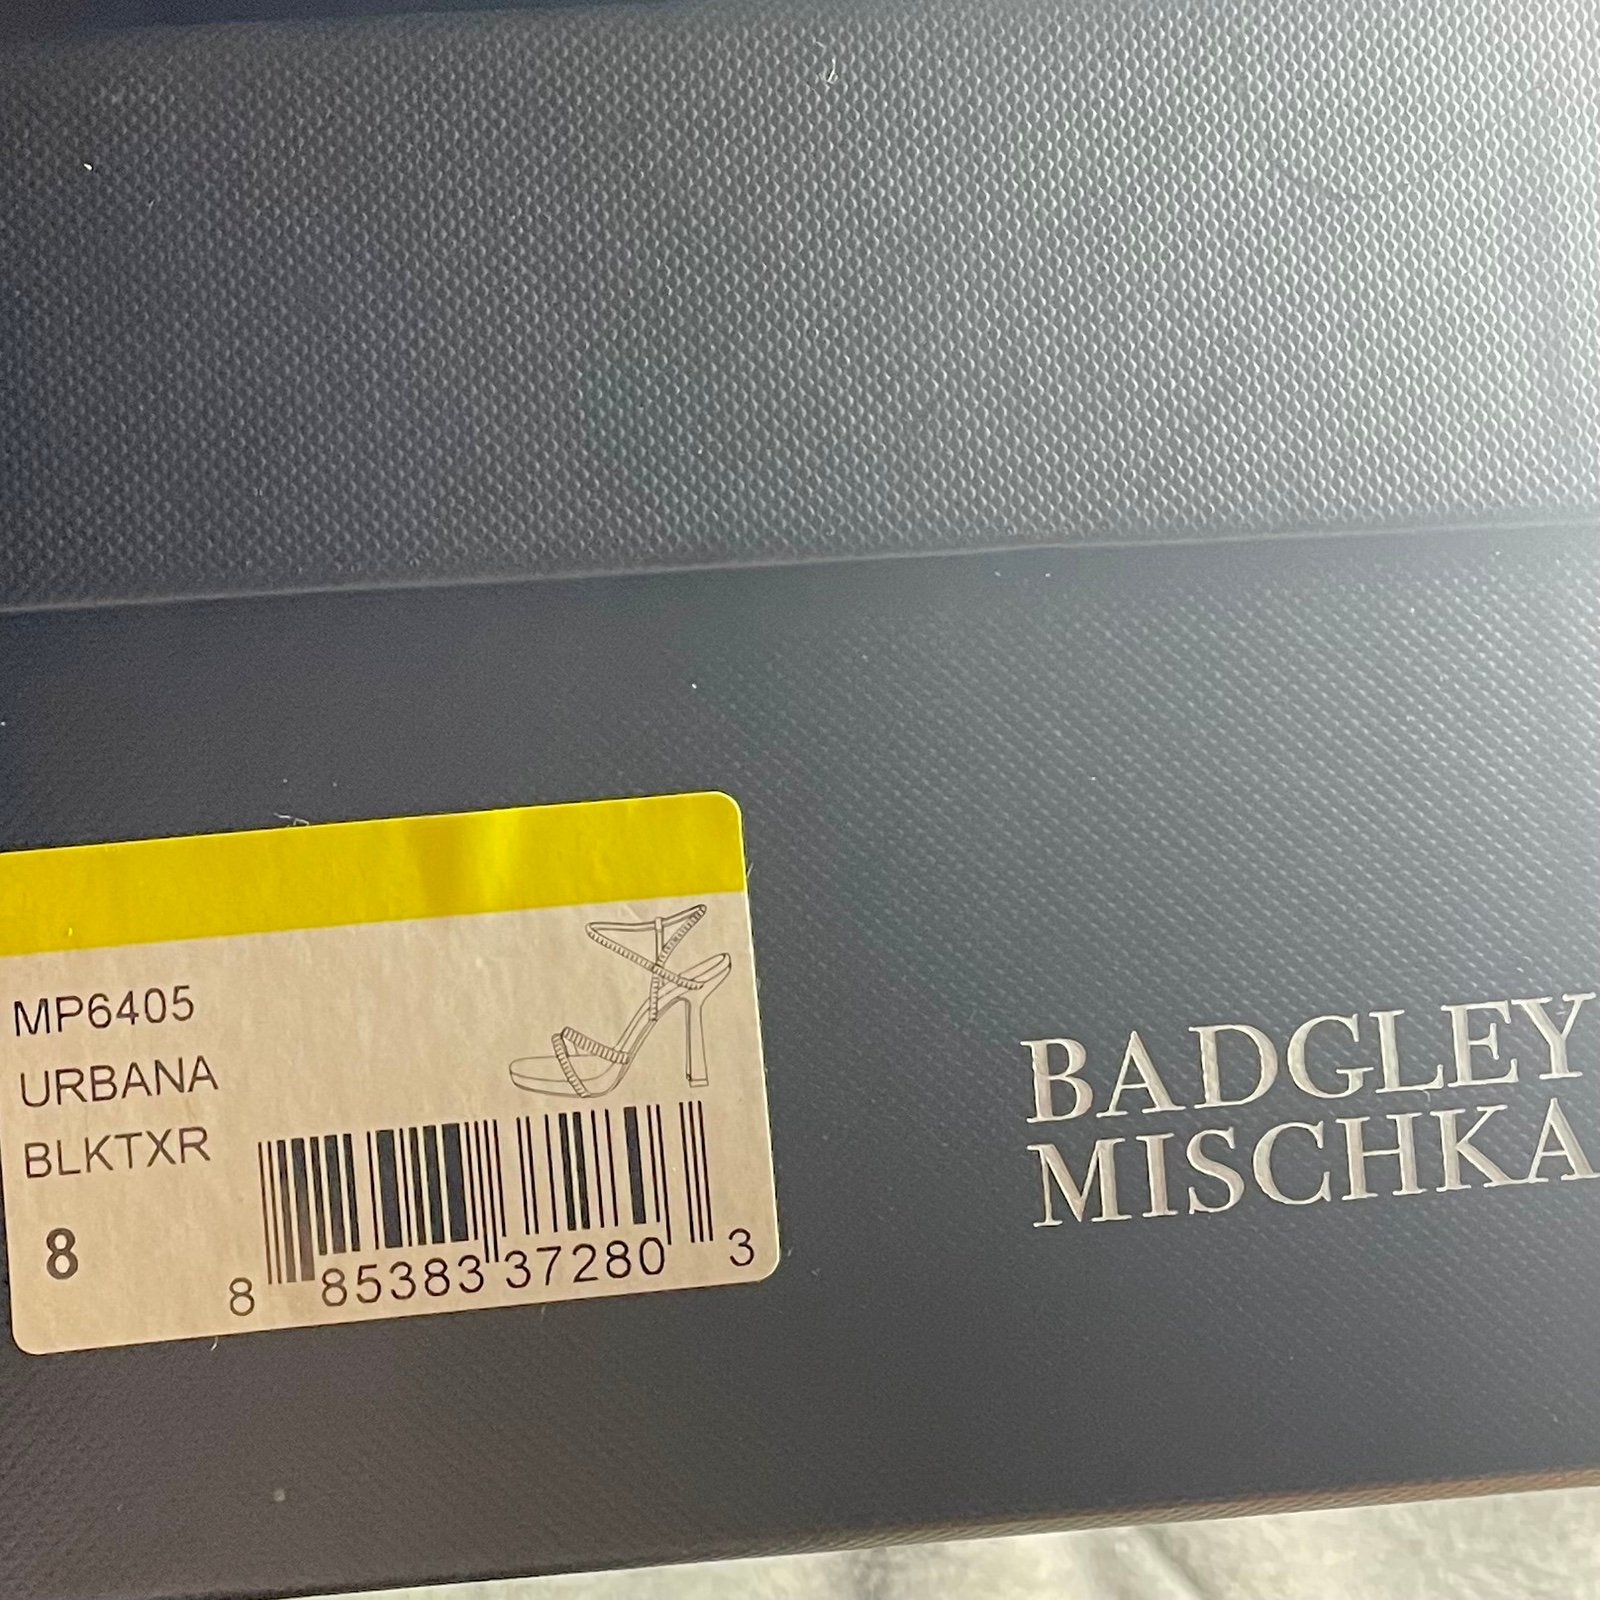 MP6405
URBANA
BLKTXR
8
8 85383 37280 3
BADGLEY
MISCHKA